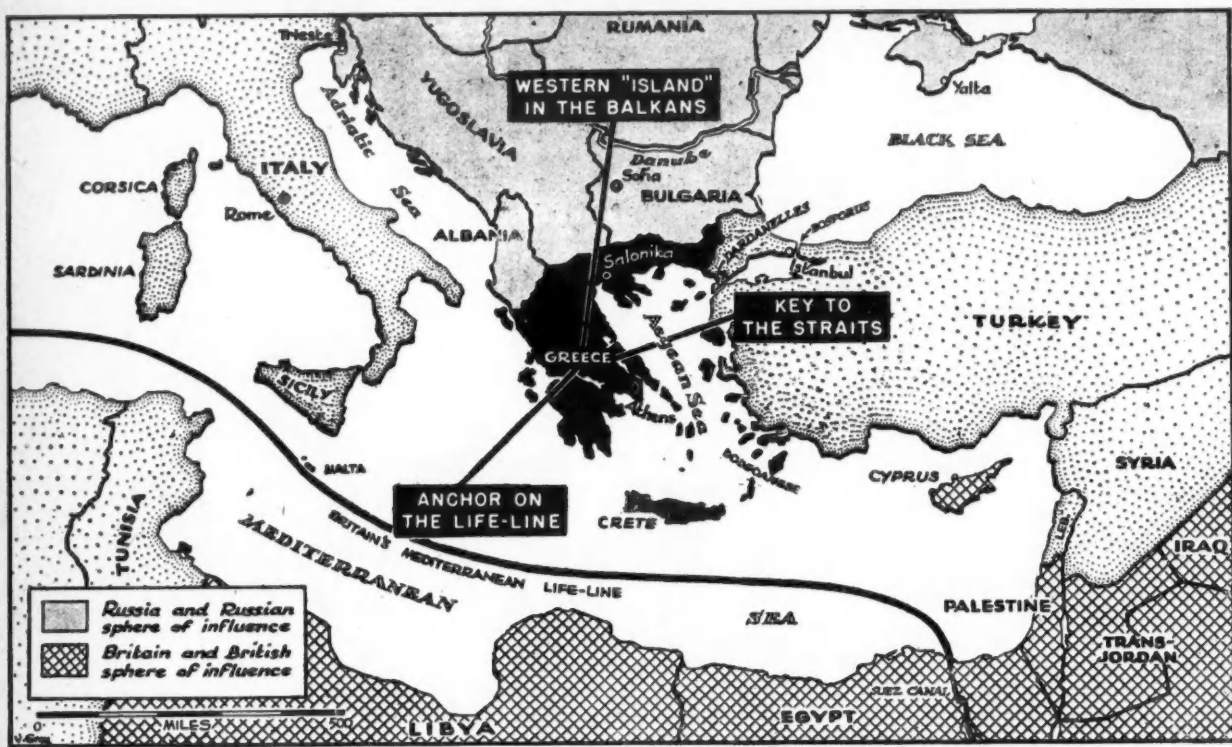 RUMANIA
Trieste
WESTERN "ISLAND"
IN THE BALKANS
Yalta
YUGOSLAVIA
Adriatic
Sea
BLACK SEA
Danube
Sofia
BULGARIA
ITALY
CORSICA
Rome
ALBANIA
DARDANELLES
BOSPORUS
Istanbul
Salonika
SARDINIA
KEY TO
THE STRAITS
TURKEY
GREECE
Aegean Sea
SICILY
Athens
MALTA
DODECANESE
CYPRUS
SYRIA
ANCHOR ON
THE LIFE-LINE
CRETE
LEB.
TUNISIA
BRITAIN'S MEDITERRANEAN LIFE-LINE
MEDITERRANEAN
SEA
IRAQ
PALESTINE
TRANS-
JORDAN
Russia and Russian
sphere of influence
Britain and British
sphere of influence
SUEZ CANAL
0 MILES 500
LIBYA
EGYPT